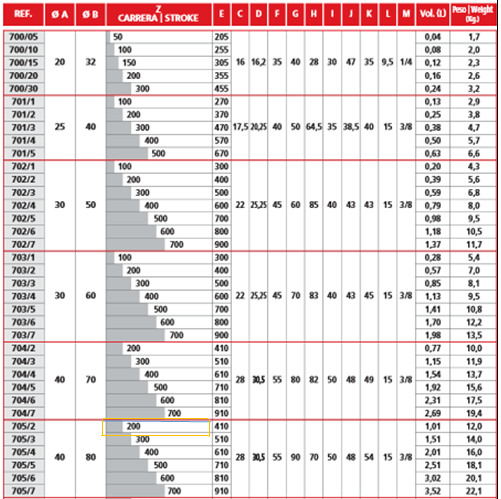 REF. Ø A Ø B Z CARRERA | STROKE E C D F G H I J K L M Vol. (L) Peso | Weight (Kg.)
700/05 50 205 0,04 1,7
700/10 100 255 0,08 2,0
700/15 20 32 150 305 16 16,2 35 40 28 30 47 35 9,5 1/4 0,12 2,3
700/20 200 355 0,16 2,6
700/30 300 455 0,24 3,2
701/1 100 270 0,13 2,9
701/2 200 370 0,25 3,8
701/3 25 40 300 470 17,5 20,25 40 50 64,5 35 38,5 40 15 3/8 0,38 4,7
701/4 400 570 0,50 5,7
701/5 500 670 0,63 6,6
702/1 100 300 0,20 4,3
702/2 200 400 0,39 5,6
702/3 300 500 0,59 6,8
702/4 30 50 400 600 22 25,25 45 60 85 40 43 43 15 3/8 0,79 8,0
702/5 500 700 0,98 9,5
702/6 600 800 1,18 10,5
702/7 700 900 1,37 11,7
703/1 100 300 0,28 5,4
703/2 200 400 0,57 7,0
703/3 300 500 0,85 8,1
703/4 30 60 400 600 22 25,25 45 70 83 40 43 45 15 3/8 1,13 9,5
703/5 500 700 1,41 10,8
703/6 600 800 1,70 12,2
703/7 700 900 1,98 13,5
704/2 200 410 0,77 10,0
704/3 300 510 1,15 11,9
704/4 40 70 400 610 28 30,5 55 80 82 50 48 49 15 3/8 1,54 13,7
704/5 500 710 1,92 15,6
704/6 600 810 2,31 17,5
704/7 700 910 2,69 19,4
705/2 200 410 1,01 12,0
705/3 300 510 1,51 14,0
705/4 40 80 400 610 28 30,5 55 90 70 50 48 54 15 3/8 2,01 16,0
705/5 500 710 2,51 18,1
705/6 600 810 3,02 20,1
705/7 700 910 3,52 22,1